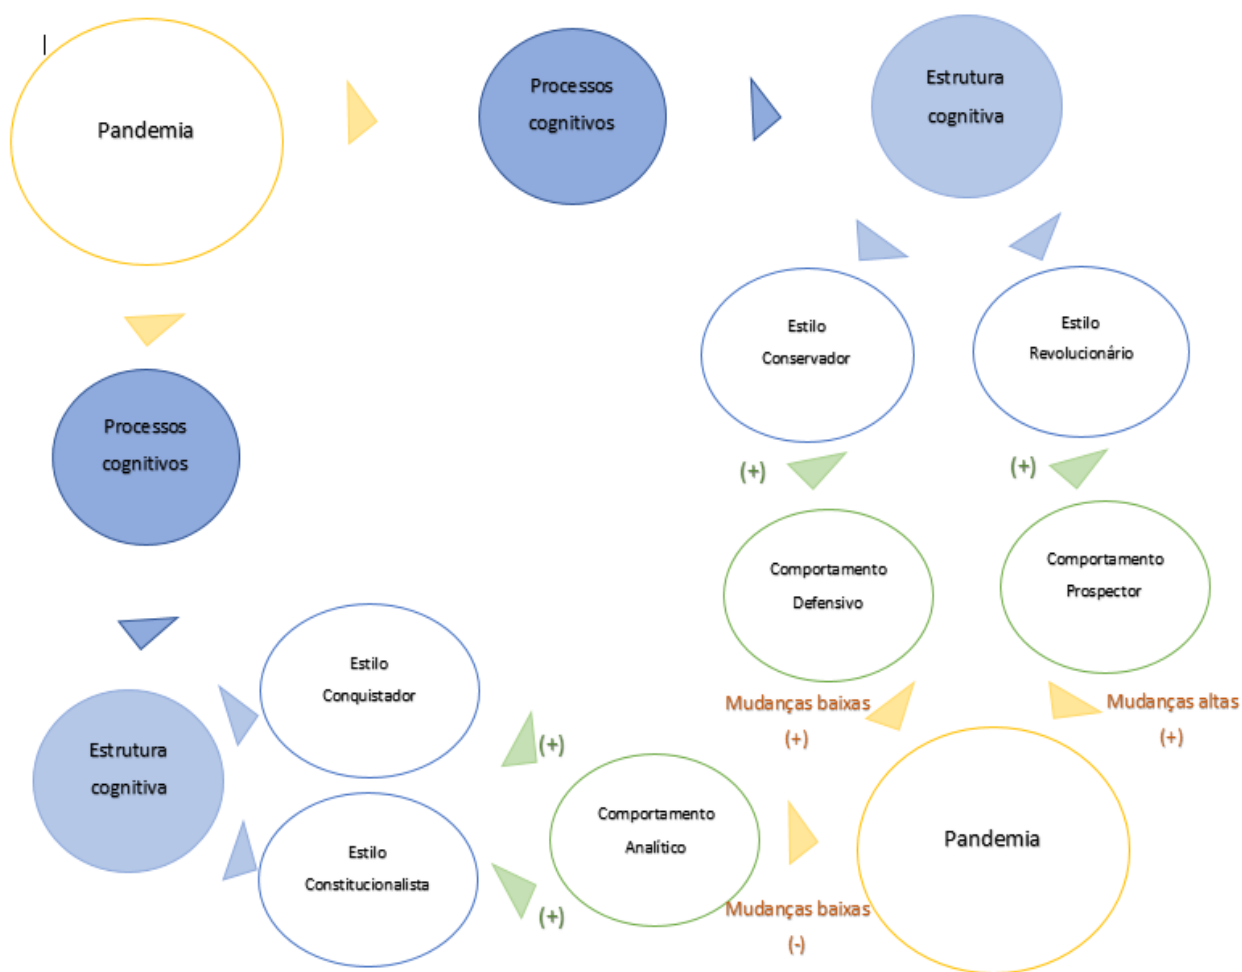 Pandemia
Processos
cognitivos
Estrutura
cognitiva
Estilo
Conservador
Estilo
Revolucionário
(+)
(+)
Processos
cognitivos
Comportamento
Defensivo
Comportamento
Prospector
Mudanças baixas
(+)
Mudanças altas
(+)
Estilo
Conquistador
(+)
Estrutura
cognitiva
Comportamento
Analítico
Pandemia
Estilo
Constitucionalista
(+)
Mudanças baixas
(-)